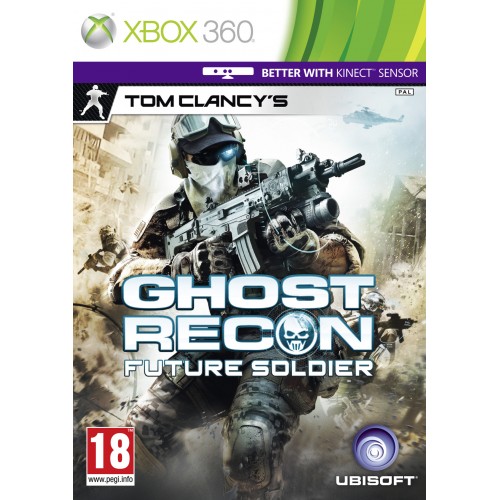 XBOX 360
BETTER WITH KINECT SENSOR
TOM CLANCY'S
PAL
GHOST
RECON
FUTURE SOLDIER
18
www.pegi.info
UBISOFT